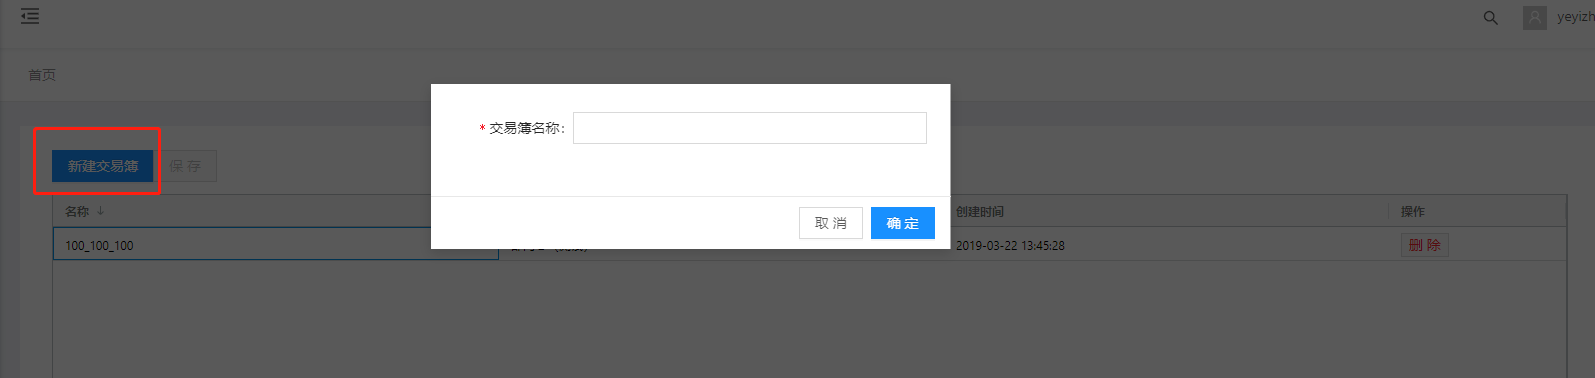 yeyizh
首页
* 交易簿名称:
新建交易簿
保 存
取 消
确 定
名称
创建时间
操作
100_100_100
2019-03-22 13:45:28
删 除